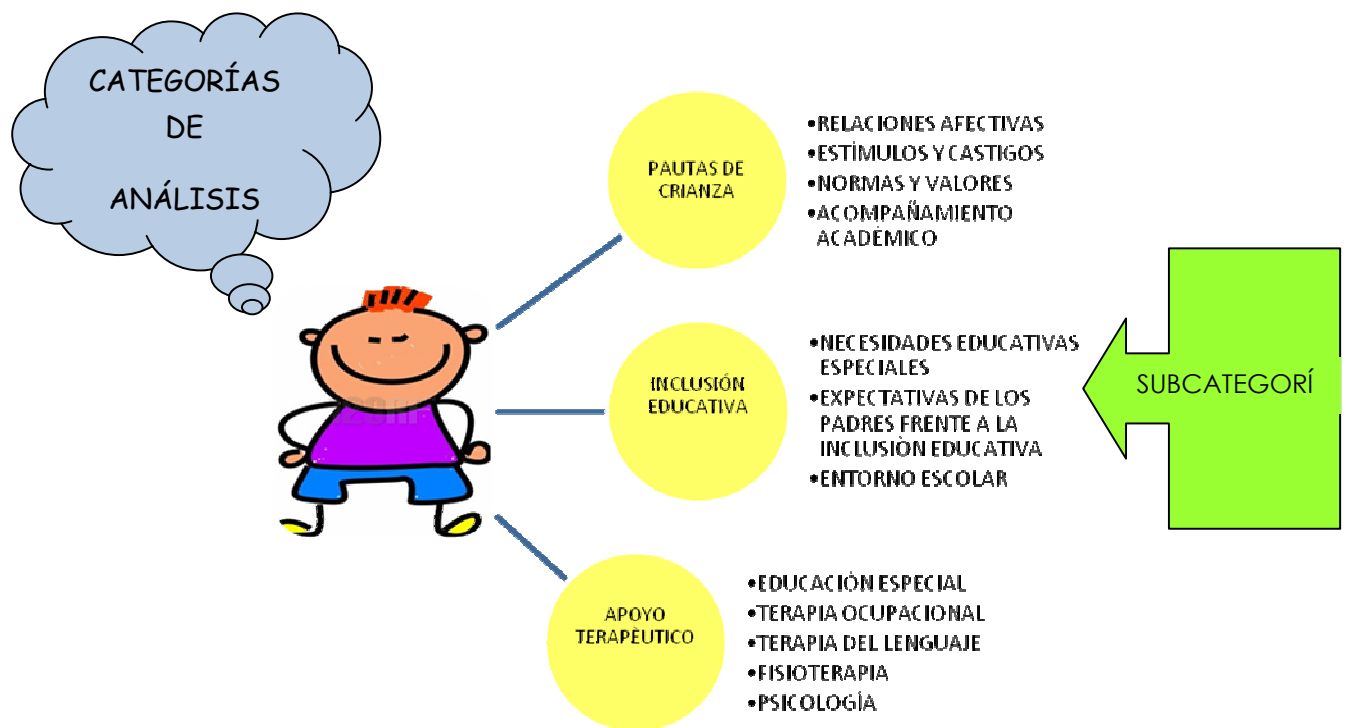 CATEGORÍAS
DE
ANÁLISIS
PAUTAS DE
CRIANZA
•RELACIONES AFECTIVAS
•ESTÍMULOS Y CASTIGOS
•NORMAS Y VALORES
•ACOMPAÑAMIENTO
ACADÉMICO
INCLUSIÓN
EDUCATIVA
•NECESIDADES EDUCATIVAS
ESPECIALES
•EXPECTATIVAS DE LOS
PADRES FRENTE A LA
INCLUSIÓN EDUCATIVA
•ENTORNO ESCOLAR
SUBCATEGORÍ
APOYO
TERAPÈUTICO
•EDUCACIÓN ESPECIAL
•TERAPIA OCUPACIONAL
•TERAPIA DEL LENGUAJE
•FISIOTERAPIA
•PSICOLOGÍA